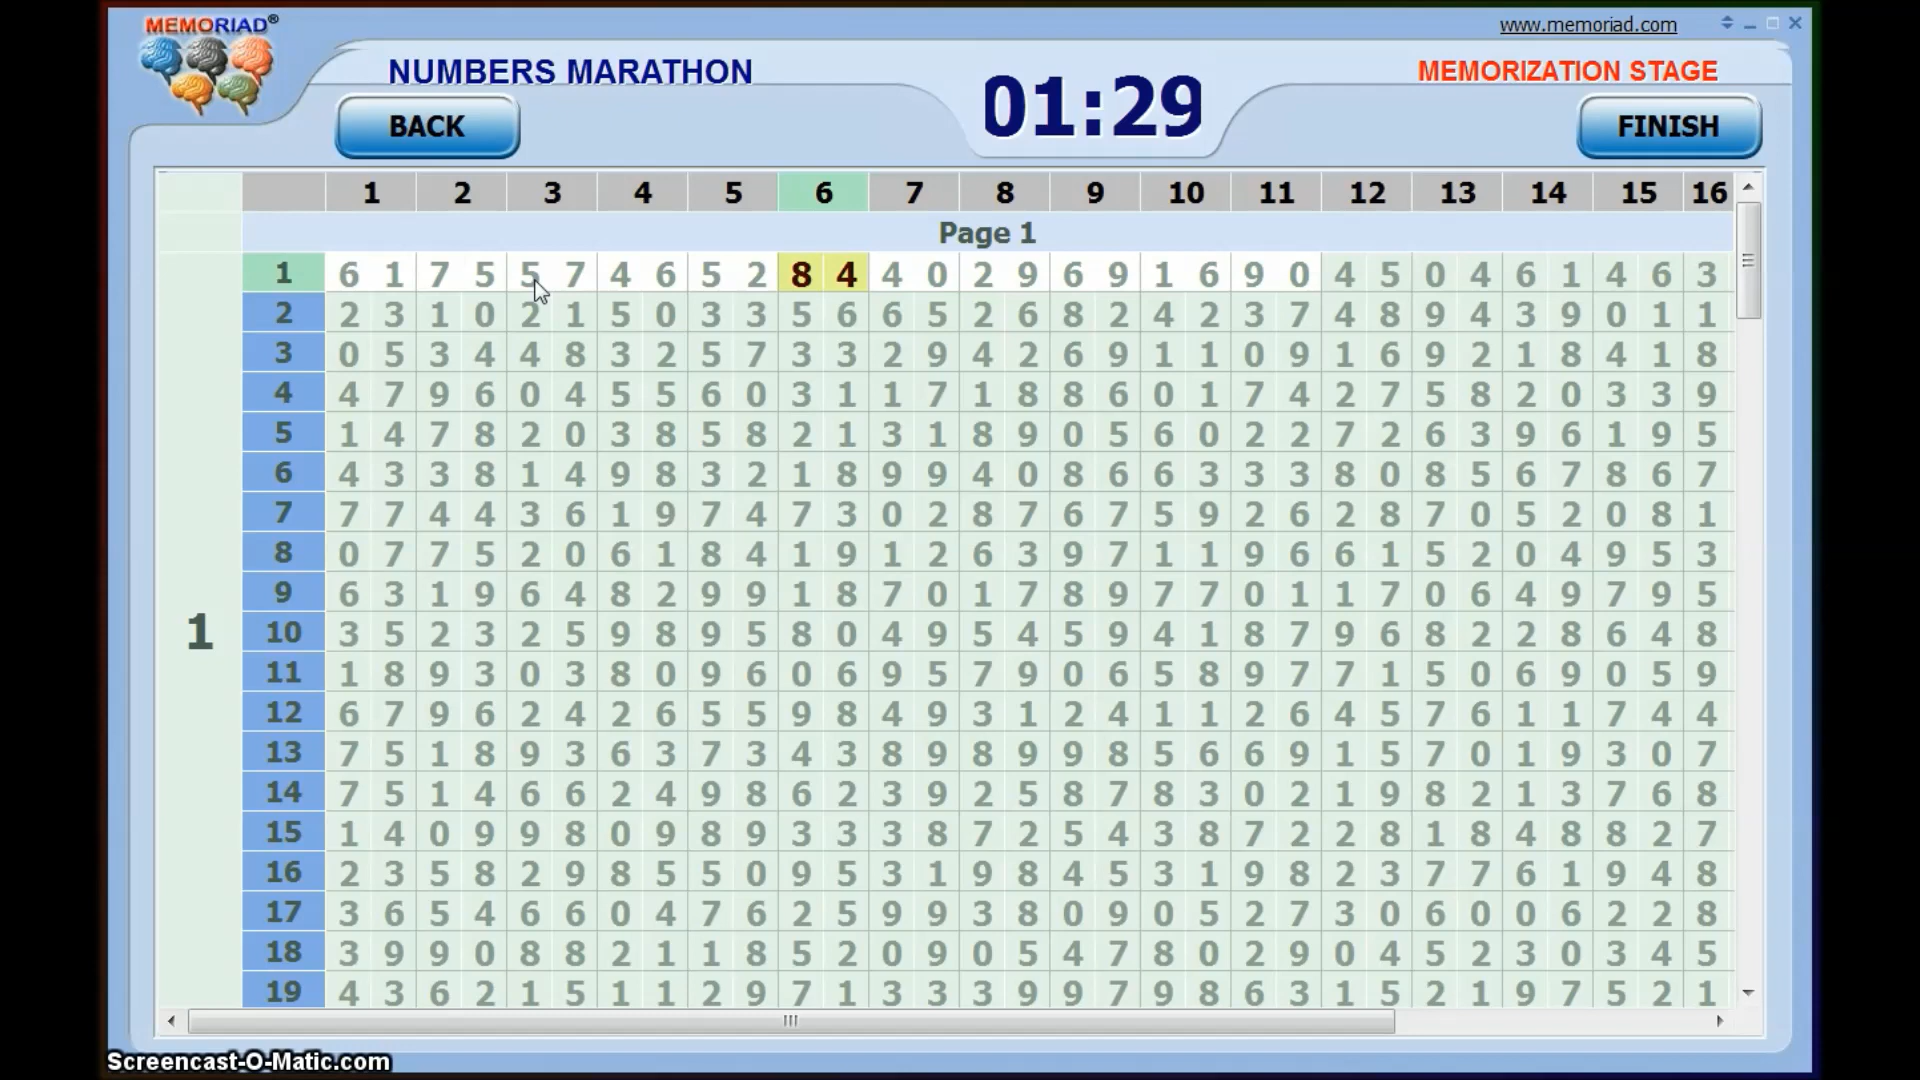 MEMORIAD®
www.memoriad.com
NUMBERS MARATHON
01:29
MEMORIZATION STAGE
BACK
FINISH
1 2 3 4 5 6 7 8 9 10 11 12 13 14 15 16
Page 1
1 6 1 7 5 5 7 4 6 5 2 8 4 4 0 2 9 6 9 1 6 9 0 4 5 0 4 6 1 4 6 3
2 2 3 1 0 2 1 5 0 3 3 5 6 6 5 2 6 8 2 4 2 3 7 4 8 9 4 3 9 0 1 1
3 0 5 3 4 4 8 3 2 5 7 3 3 2 9 4 2 6 9 1 1 0 9 1 6 9 2 1 8 4 1 8
4 4 7 9 6 0 4 5 5 6 0 3 1 1 7 1 8 8 6 0 1 7 4 2 7 5 8 2 0 3 3 9
5 1 4 7 8 2 0 3 8 5 8 2 1 3 1 8 9 0 5 6 0 2 2 7 2 6 3 9 6 1 9 5
6 4 3 3 8 1 4 9 8 3 2 1 8 9 9 4 0 8 6 6 3 3 3 8 0 8 5 6 7 8 6 7
7 7 7 4 4 3 6 1 9 7 4 7 3 0 2 8 7 6 7 5 9 2 6 2 8 7 0 5 2 0 8 1
8 0 7 7 5 2 0 6 1 8 4 1 9 1 2 6 3 9 7 1 1 9 6 6 1 5 2 0 4 9 5 3
9 6 3 1 9 6 4 8 2 9 9 1 8 7 0 1 7 8 9 7 7 0 1 1 7 0 6 4 9 7 9 5
1
10 3 5 2 3 2 5 9 8 9 5 8 0 4 9 5 4 5 9 4 1 8 7 9 6 8 2 2 8 6 4 8
11 1 8 9 3 0 3 8 0 9 6 0 6 9 5 7 9 0 6 5 8 9 7 7 1 5 0 6 9 0 5 9
12 6 7 9 6 2 4 2 6 5 5 9 8 4 9 3 1 2 4 1 1 2 6 4 5 7 6 1 1 7 4 4
13 7 5 1 8 9 3 6 3 7 3 4 3 8 9 8 9 9 8 5 6 6 9 1 5 7 0 1 9 3 0 7
14 7 5 1 4 6 6 2 4 9 8 6 2 3 9 2 5 8 7 8 3 0 2 1 9 8 2 1 3 7 6 8
15 1 4 0 9 9 8 0 9 8 9 3 3 3 8 7 2 5 4 3 8 7 2 2 8 1 8 4 8 8 2 7
16 2 3 5 8 2 9 8 5 5 0 9 5 3 1 9 8 4 5 3 1 9 8 2 3 7 7 6 1 9 4 8
17 3 6 5 4 6 6 0 4 7 6 2 5 9 9 3 8 0 9 0 5 2 7 3 0 6 0 0 6 2 2 8
18 3 9 9 0 8 8 2 1 1 8 5 2 0 9 0 5 4 7 8 0 2 9 0 4 5 2 3 0 3 4 5
19 4 3 6 2 1 5 1 1 2 9 7 1 3 3 3 9 9 7 9 8 6 3 1 5 2 1 9 7 5 2 1
Screencast-O-Matic.com